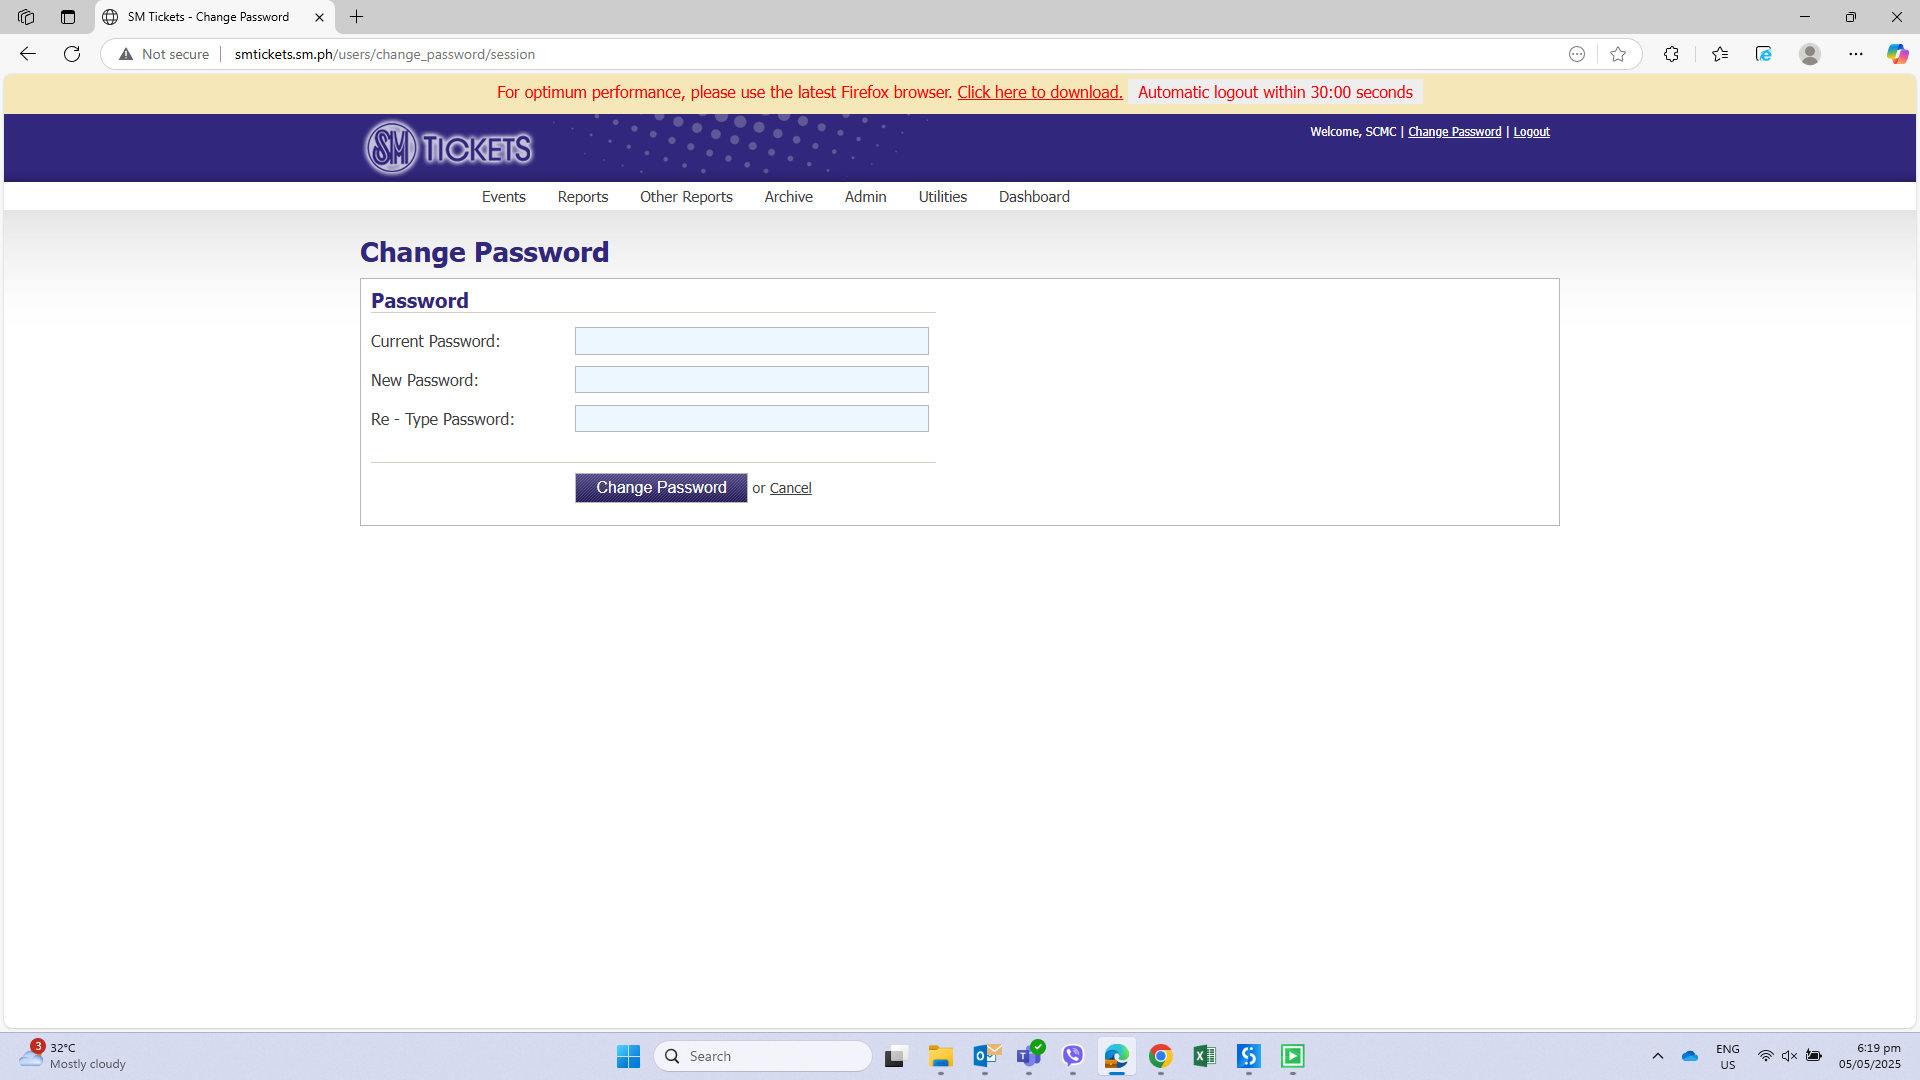 SM Tickets - Change Password
Not secure
smtickets.sm.ph/users/change_password/session
For optimum performance, please use the latest Firefox browser. Click here to download. Automatic logout within 30:00 seconds
SM TICKETS
Welcome, SCMC | Change Password | Logout
Events Reports Other Reports Archive Admin Utilities Dashboard
Change Password
Password
Current Password:
New Password:
Re - Type Password:
Change Password or Cancel
3
32°C
Mostly cloudy
Search
ENG
US
6:19 pm
05/05/2025